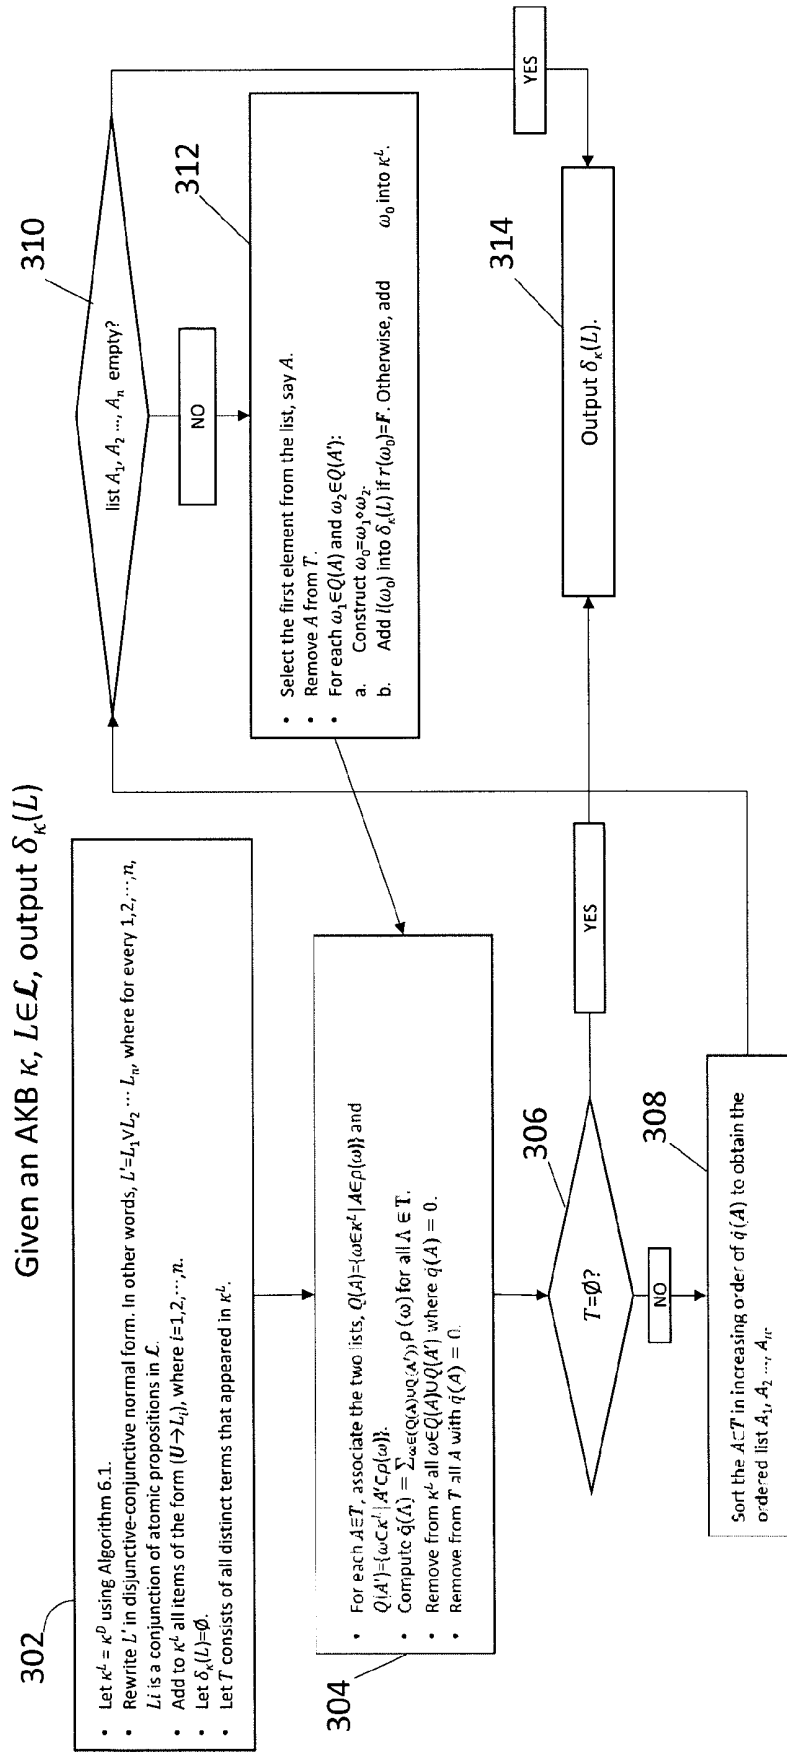 Given an AKB κ, L∈𝓛, output δκ(L)
302
• Let κᴸ = κᴰ using Algorithm 6.1.
• Rewrite L' in disjunctive-conjunctive normal form. In other words, L'=L₁∨L₂ ⋯ Lₙ, where for every 1,2,⋯,n,
Li is a conjunction of atomic propositions in 𝓛.
• Add to κᴸ all items of the form (U→Lᵢ), where i=1,2,⋯,n.
• Let δκ(L)=∅.
• Let T consists of all distinct terms that appeared in κᴸ.
304
• For each A∈T, associate the two lists, Q(A)={ω∈κᴸ| A∈ρ(ω)} and
Q(A')={ω∈κᴸ| A'∈ρ(ω)}.
• Compute q̇(A) = ∑ω∈(Q(A)∪Q(A')) ρ(ω) for all A ∈ T.
• Remove from κᴸ all ω∈Q(A)∪Q(A') where q̇(A) = 0.
• Remove from T all A with q̇(A) = 0.
306
T=∅?
YES
NO
308
Sort the A∈T in increasing order of q̇(A) to obtain the
ordered list A₁, A₂ ..., Aₙ.
310
list A₁, A₂ ..., Aₙ empty?
NO
YES
312
• Select the first element from the list, say A.
• Remove A from T.
• For each ω₁∈Q(A) and ω₂∈Q(A'):
a. Construct ω₀=ω₁⋄ω₂.
b. Add l(ω₀) into δκ(L) if r(ω₀)=F. Otherwise, add ω₀ into κᴸ.
314
Output δκ(L).